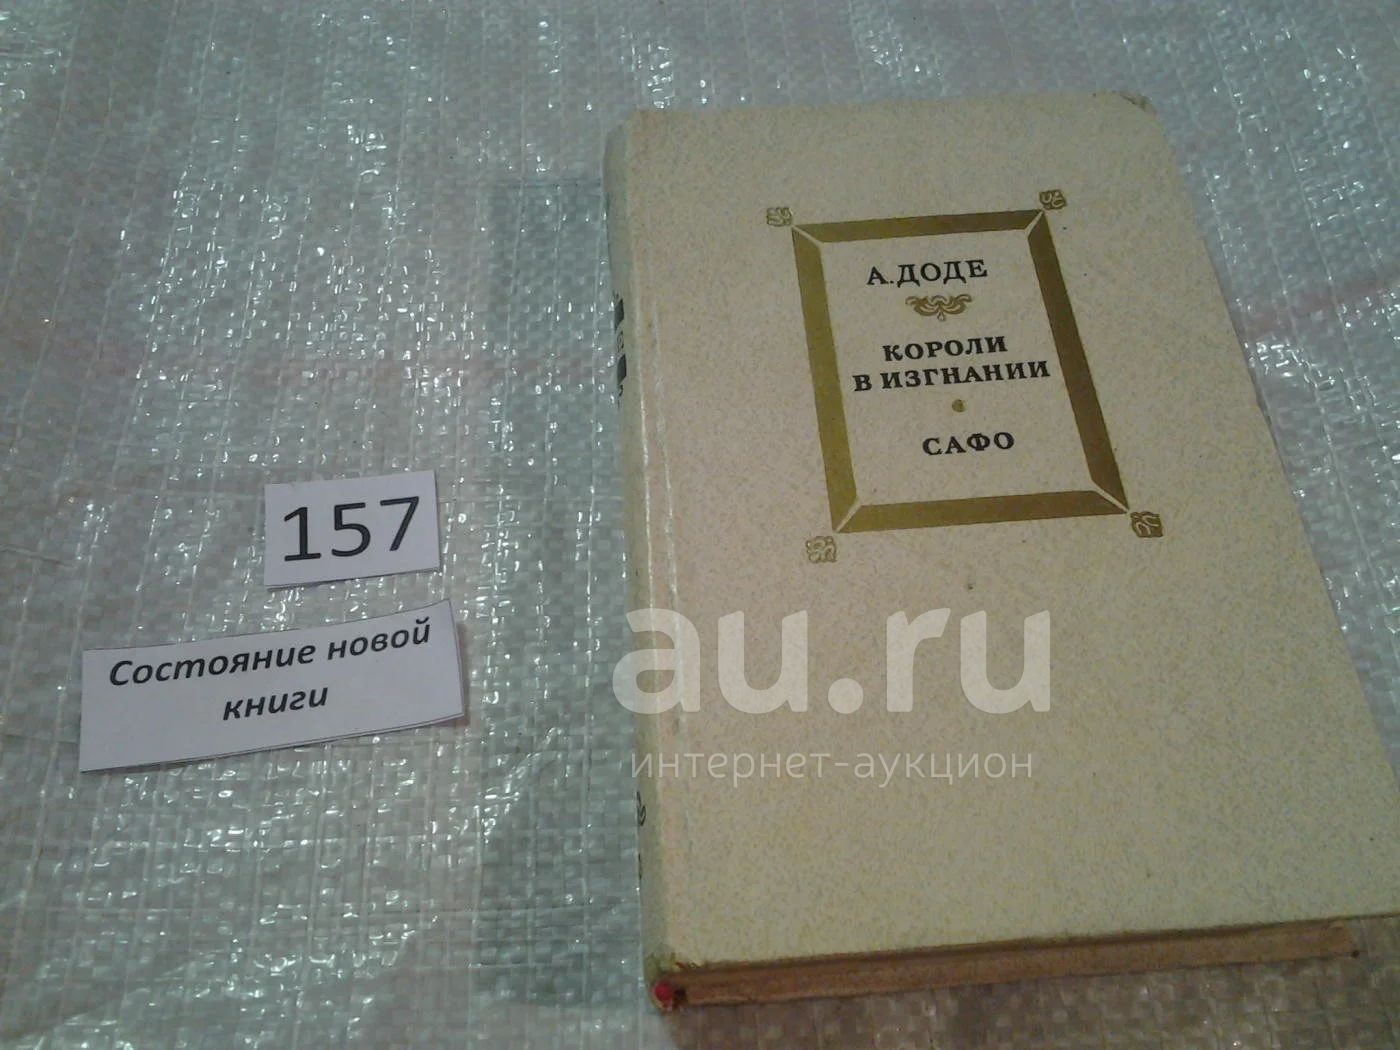 А.ДОДЕ
КОРОЛИ
В ИЗГНАНИИ
САФО
157
Состояние новой
книги
au.ru
интернет-аукцион